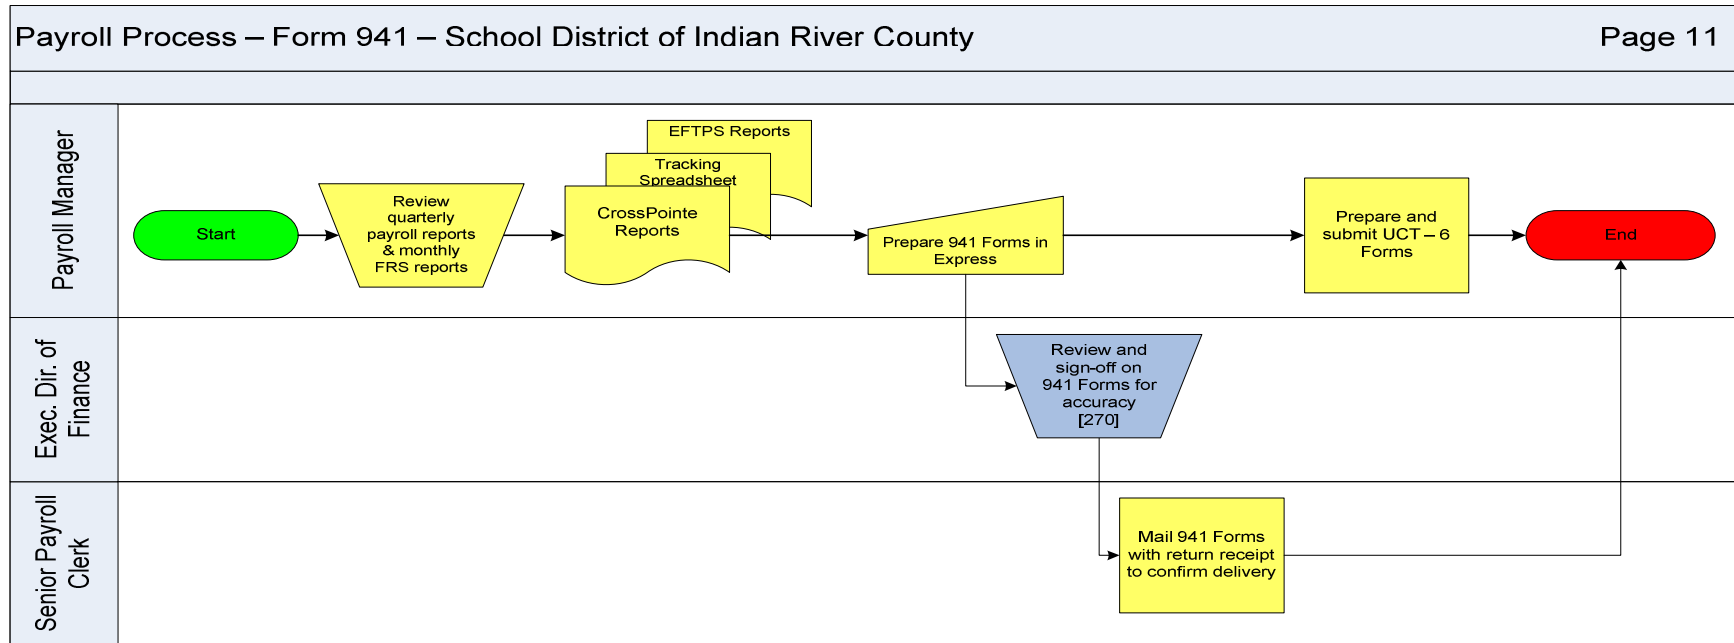 Payroll Process – Form 941 – School District of Indian River County
Page 11
Payroll Manager
Start
Review
quarterly
payroll reports
& monthly
FRS reports
EFTPS Reports
Tracking
Spreadsheet
CrossPointe
Reports
Prepare 941 Forms in
Express
Prepare and
submit UCT – 6
Forms
End
Exec. Dir. of
Finance
Review and
sign-off on
941 Forms for
accuracy
[270]
Senior Payroll
Clerk
Mail 941 Forms
with return receipt
to confirm delivery